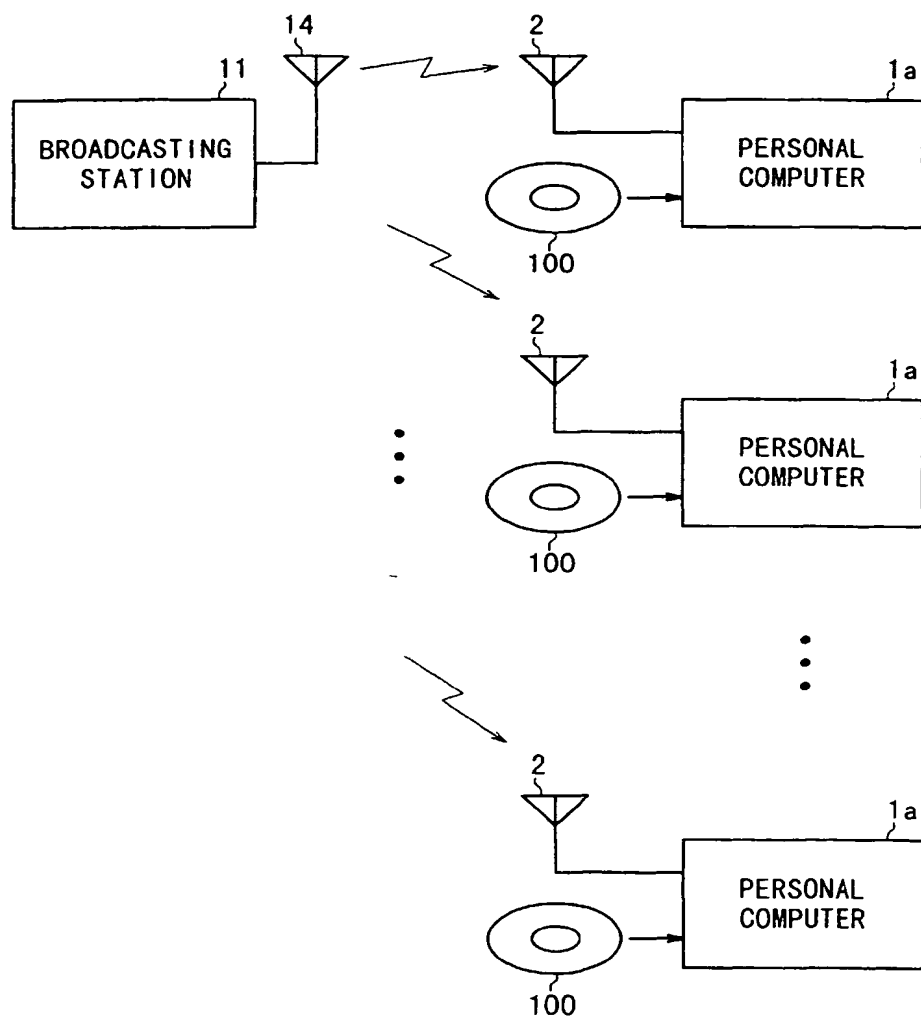 14
2
11
1a
BROADCASTING
STATION
PERSONAL
COMPUTER
100
2
1a
PERSONAL
COMPUTER
100
2
1a
PERSONAL
COMPUTER
100